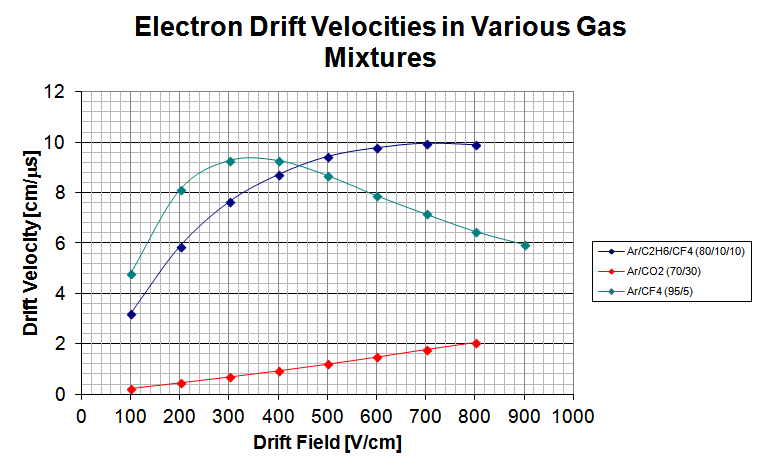 Electron Drift Velocities in Various Gas
Mixtures
12
10
8
6
4
2
0
Drift Velocity [cm/μs]
0 100 200 300 400 500 600 700 800 900 1000
Drift Field [V/cm]
Ar/C2H6/CF4 (80/10/10)
Ar/CO2 (70/30)
Ar/CF4 (95/5)